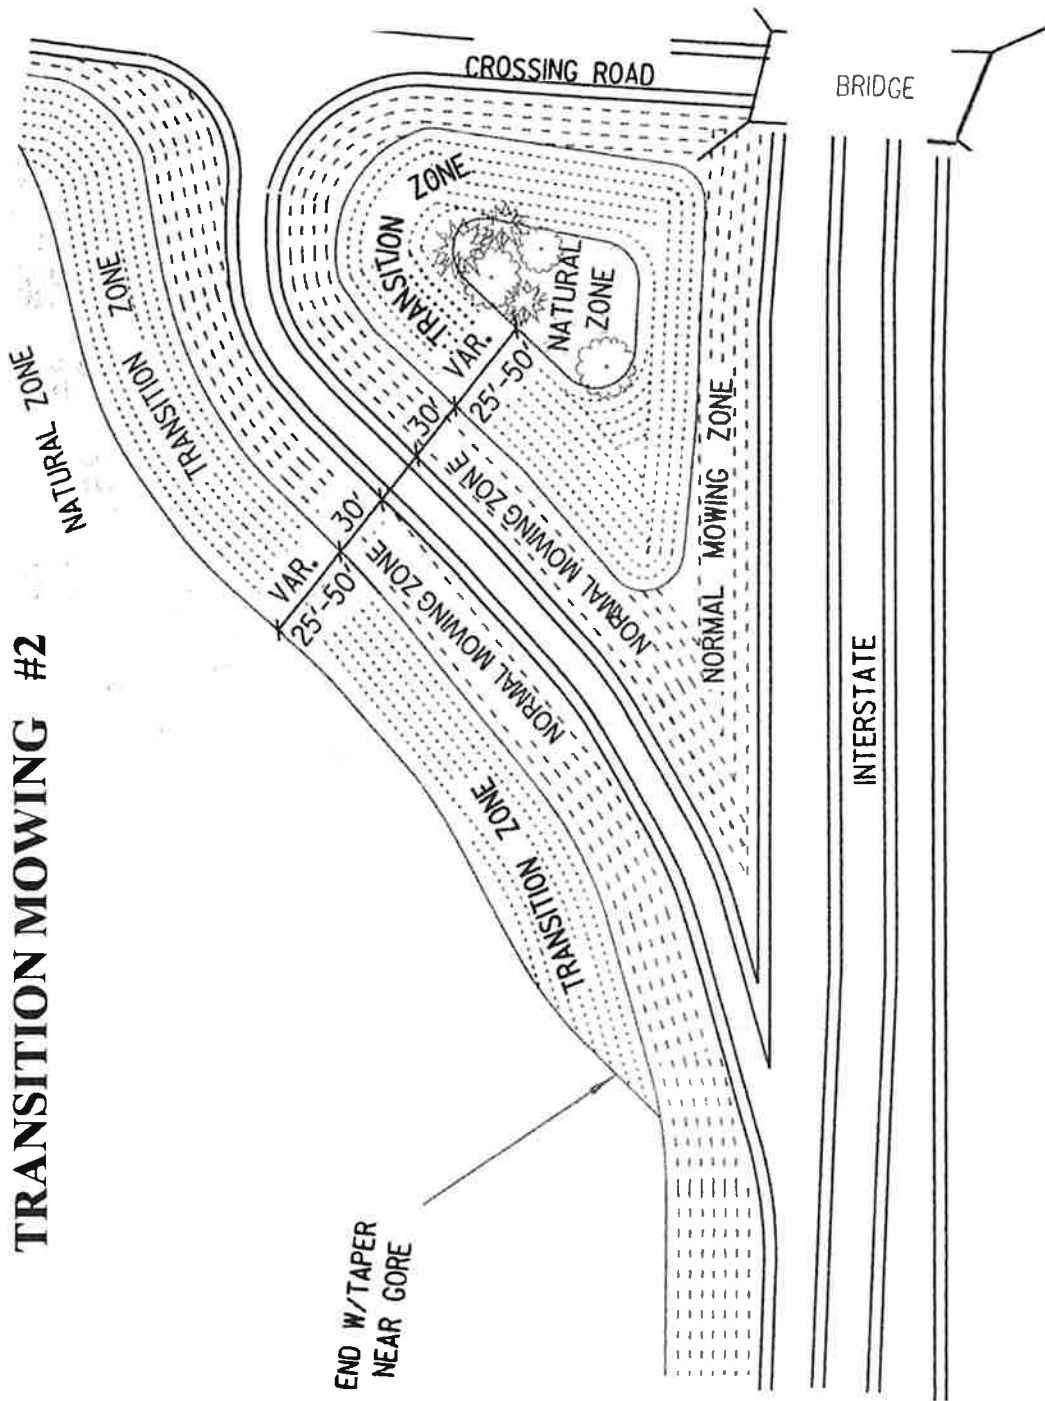 TRANSITION MOWING #2
NATURAL ZONE
TRANSITION ZONE
VAR.
25'-50'
30'
NORMAL MOWING ZONE
TRANSITION ZONE
END W/TAPER
NEAR GORE
CROSSING ROAD
BRIDGE
TRANSITION ZONE
NATURAL
ZONE
VAR.
25'-50'
30'
NORMAL MOWING ZONE
NORMAL MOWING ZONE
INTERSTATE